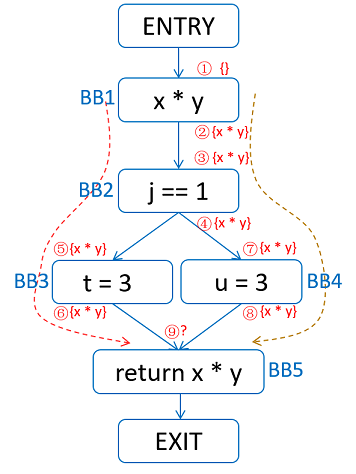 ENTRY
① {}
BB1
x * y
②{x * y}
③{x * y}
BB2
j == 1
④{x * y}
⑤{x * y}
⑦{x * y}
BB3
t = 3
u = 3
BB4
⑥{x * y}
⑧{x * y}
⑨?
return x * y
BB5
EXIT